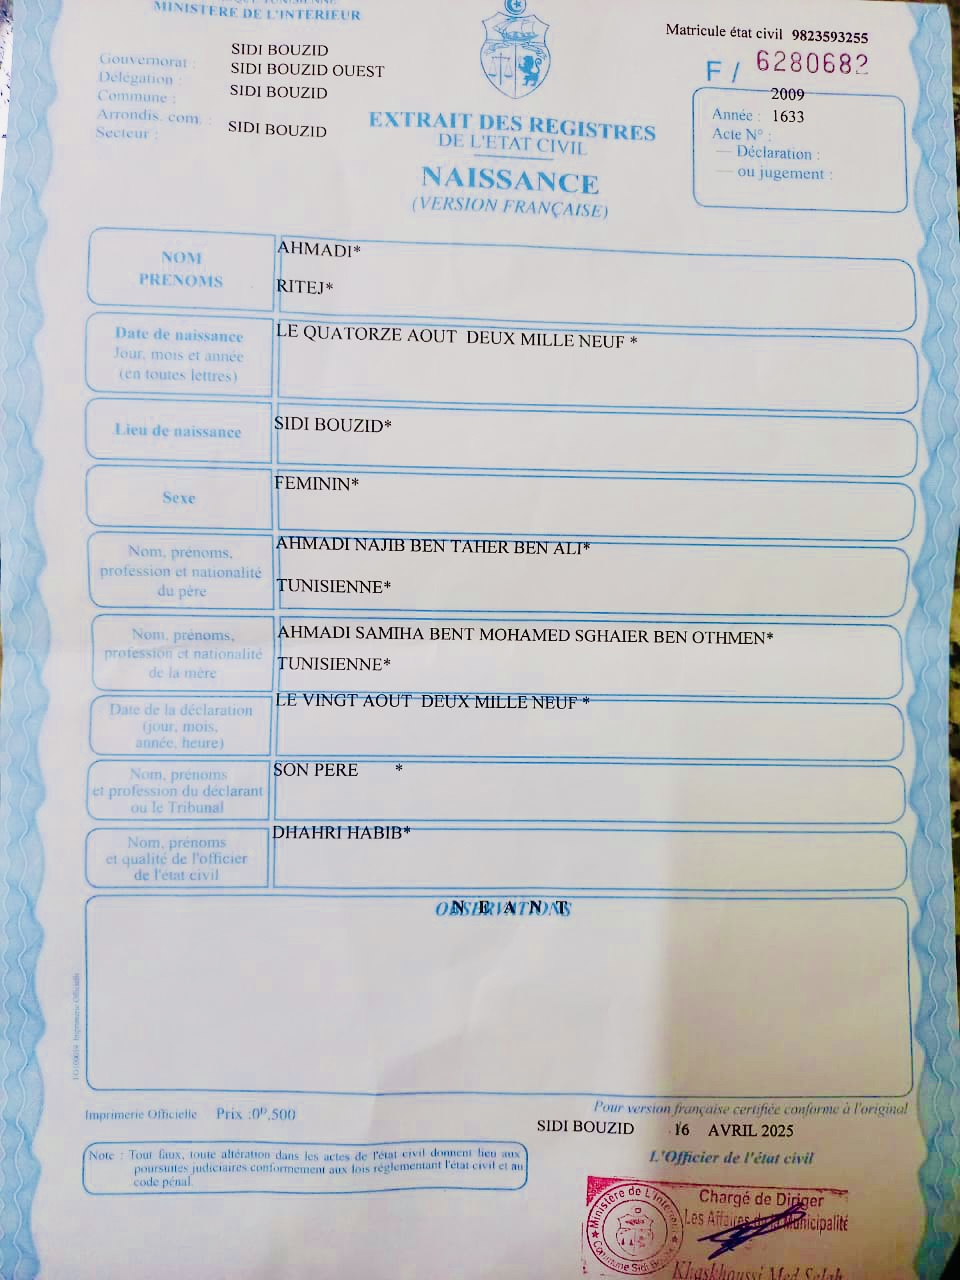 MINISTERE DE L'INTERIEUR
Matricule état civil 9823593255
F / 6280682
Gouvernorat : SIDI BOUZID
Délégation : SIDI BOUZID OUEST
Commune : SIDI BOUZID
Arrondis. com. :
Secteur : SIDI BOUZID
EXTRAIT DES REGISTRES
DE L'ETAT CIVIL
NAISSANCE
(VERSION FRANÇAISE)
2009
Année : 1633
Acte N° :
— Déclaration :
— ou jugement :
NOM AHMADI*
PRENOMS RITEJ*
Date de naissance
Jour, mois et année
(en toutes lettres)
LE QUATORZE AOUT DEUX MILLE NEUF *
Lieu de naissance SIDI BOUZID*
Sexe FEMININ*
Nom, prénoms,
profession et nationalité
du père
AHMADI NAJIB BEN TAHER BEN ALI*
TUNISIENNE*
Nom, prénoms,
profession et nationalité
de la mère
AHMADI SAMIHA BENT MOHAMED SGHAIER BEN OTHMEN*
TUNISIENNE*
Date de la déclaration
(jour, mois,
année, heure)
LE VINGT AOUT DEUX MILLE NEUF *
Nom, prénoms
et profession du déclarant
ou le Tribunal
SON PERE *
Nom, prénoms
et qualité de l'officier
de l'état civil
DHAHRI HABIB*
OBSERVATIONS
N E A N T
Imprimerie Officielle Prix :0ᴰ,500
Pour version française certifiée conforme à l'original
SIDI BOUZID 16 AVRIL 2025
L'Officier de l'état civil
Note : Tout faux, toute altération dans les actes de l'état civil donnent lieu aux
poursuites judiciaires conformement aux lois réglementant l'état civil et au
code pénal.
Ministère de L'Interieur
Commune Sidi
Chargé de Diriger
Les Affaires de la Municipalité
Khaskhoussi Med Salah